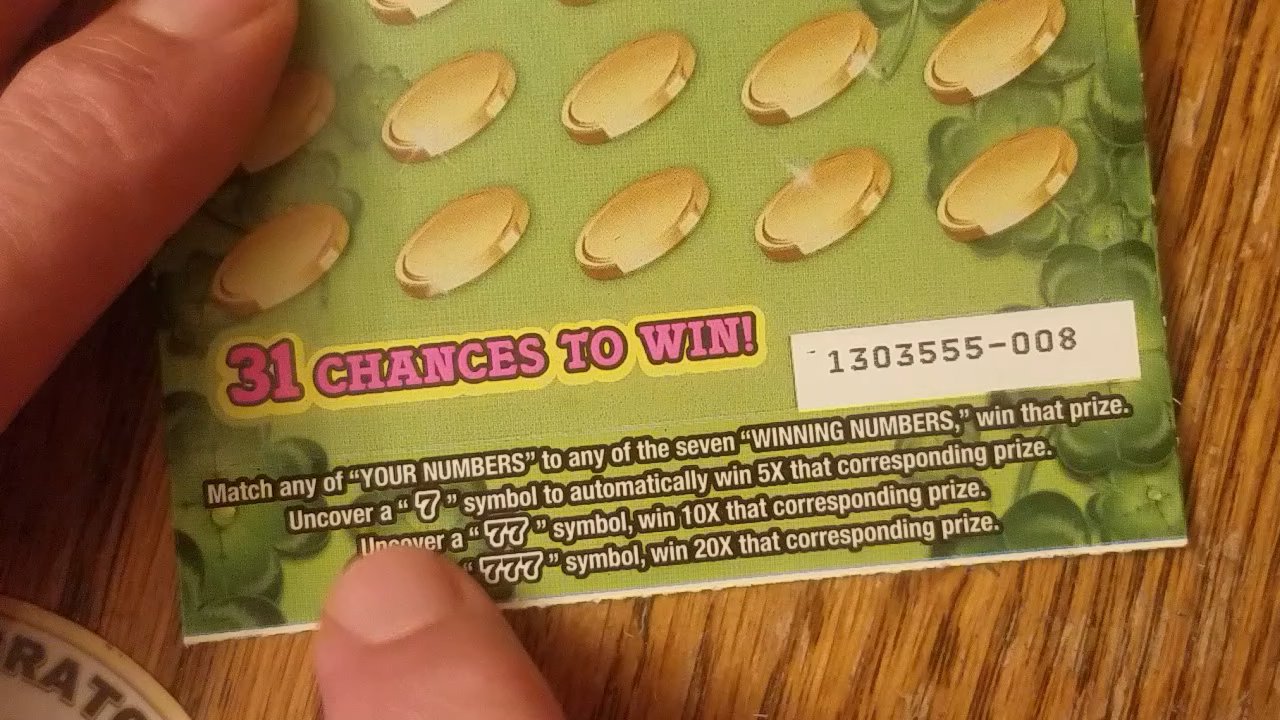 31 CHANCES TO WIN!
1303555-008
Match any of "YOUR NUMBERS" to any of the seven "WINNING NUMBERS," win that prize.
Uncover a "7" symbol to automatically win 5X that corresponding prize.
Uncover a "77" symbol, win 10X that corresponding prize.
"777" symbol, win 20X that corresponding prize.